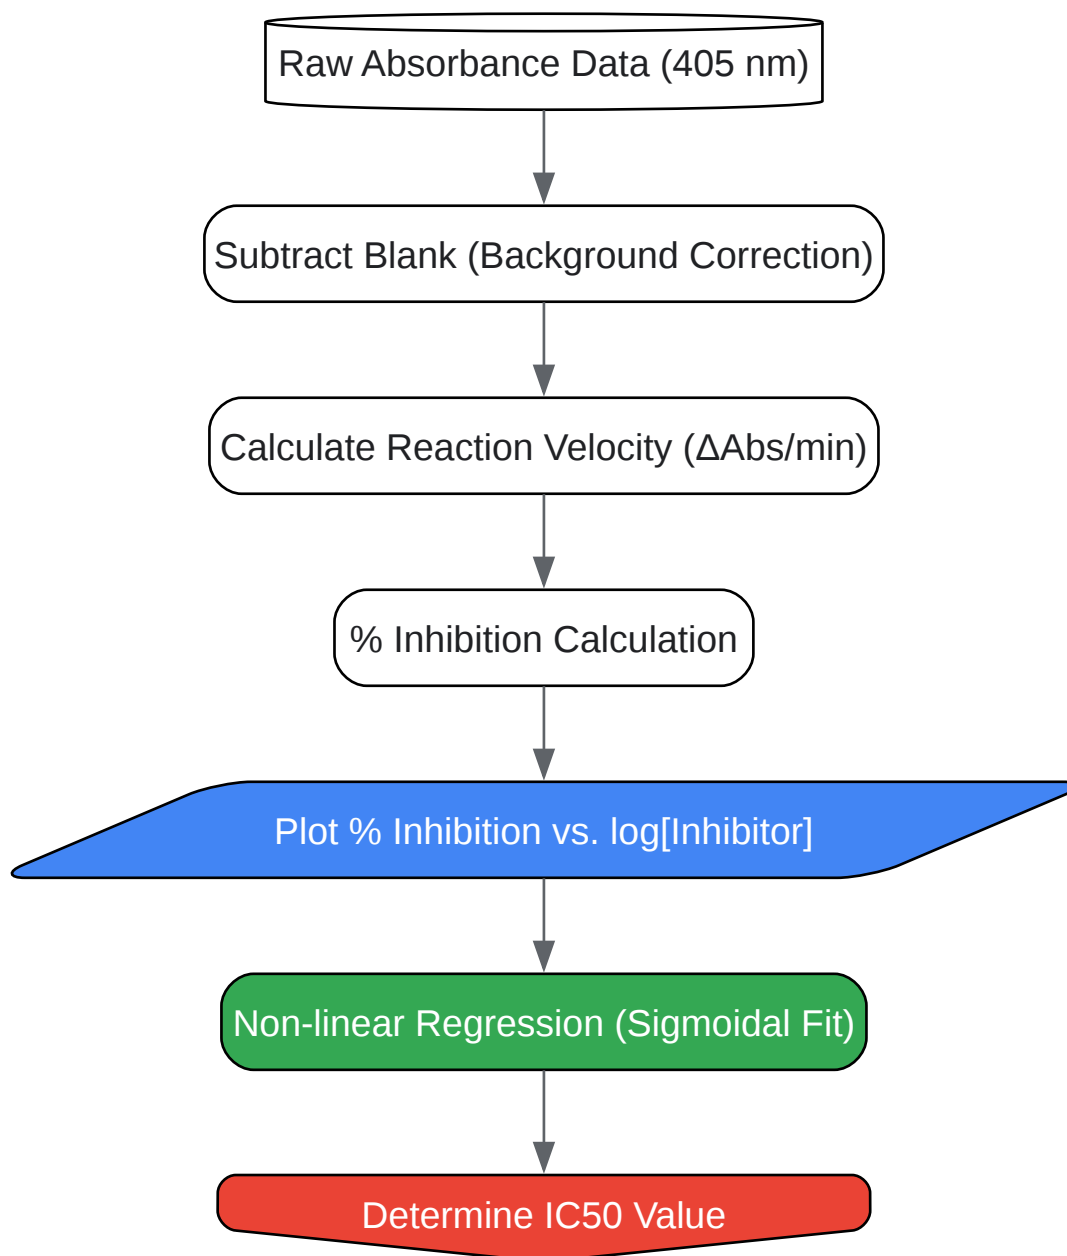 Raw Absorbance Data (405 nm)
Subtract Blank (Background Correction)
Calculate Reaction Velocity (ΔAbs/min)
% Inhibition Calculation
Plot % Inhibition vs. log[Inhibitor]
Non-linear Regression (Sigmoidal Fit)
Determine IC50 Value